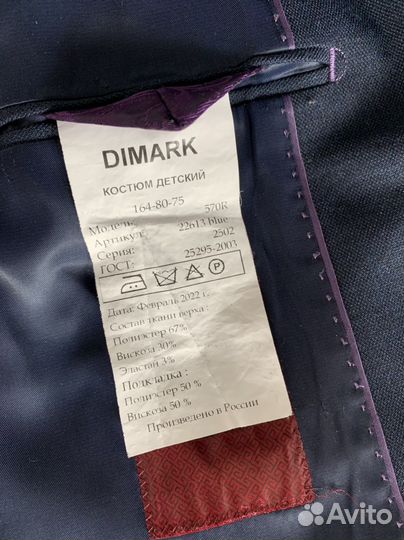 DIMARK
КОСТЮМ ДЕТСКИЙ
164-80-75
Модель: 570R
Артикул: 22613 blue
Серия: 2502
ГОСТ: 25295-2003
P
Дата: Февраль 2022 г.
Состав ткани верха:
Полиэстер 67%
Вискоза 30%
Эластан 3%
Подкладка :
Полиэстер 50 %
Вискоза 50 %
Произведено в России
Avito